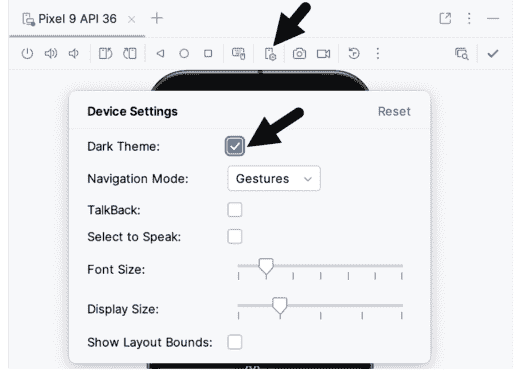 Pixel 9 API 36
Device Settings Reset
Dark Theme:
Navigation Mode: Gestures
TalkBack:
Select to Speak:
Font Size:
Display Size:
Show Layout Bounds: